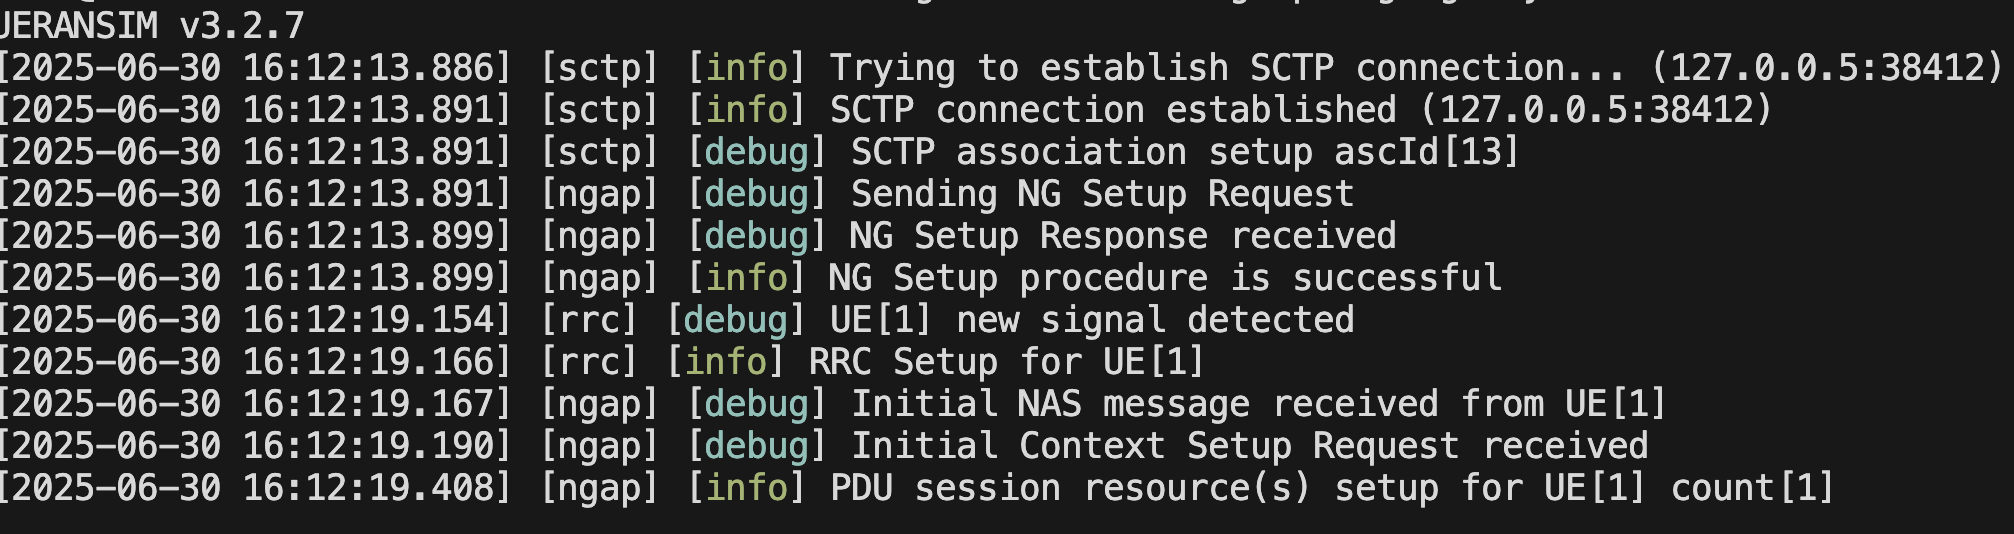 UERANSIM v3.2.7
[2025-06-30 16:12:13.886] [sctp] [info] Trying to establish SCTP connection... (127.0.0.5:38412)
[2025-06-30 16:12:13.891] [sctp] [info] SCTP connection established (127.0.0.5:38412)
[2025-06-30 16:12:13.891] [sctp] [debug] SCTP association setup ascId[13]
[2025-06-30 16:12:13.891] [ngap] [debug] Sending NG Setup Request
[2025-06-30 16:12:13.899] [ngap] [debug] NG Setup Response received
[2025-06-30 16:12:13.899] [ngap] [info] NG Setup procedure is successful
[2025-06-30 16:12:19.154] [rrc] [debug] UE[1] new signal detected
[2025-06-30 16:12:19.166] [rrc] [info] RRC Setup for UE[1]
[2025-06-30 16:12:19.167] [ngap] [debug] Initial NAS message received from UE[1]
[2025-06-30 16:12:19.190] [ngap] [debug] Initial Context Setup Request received
[2025-06-30 16:12:19.408] [ngap] [info] PDU session resource(s) setup for UE[1] count[1]